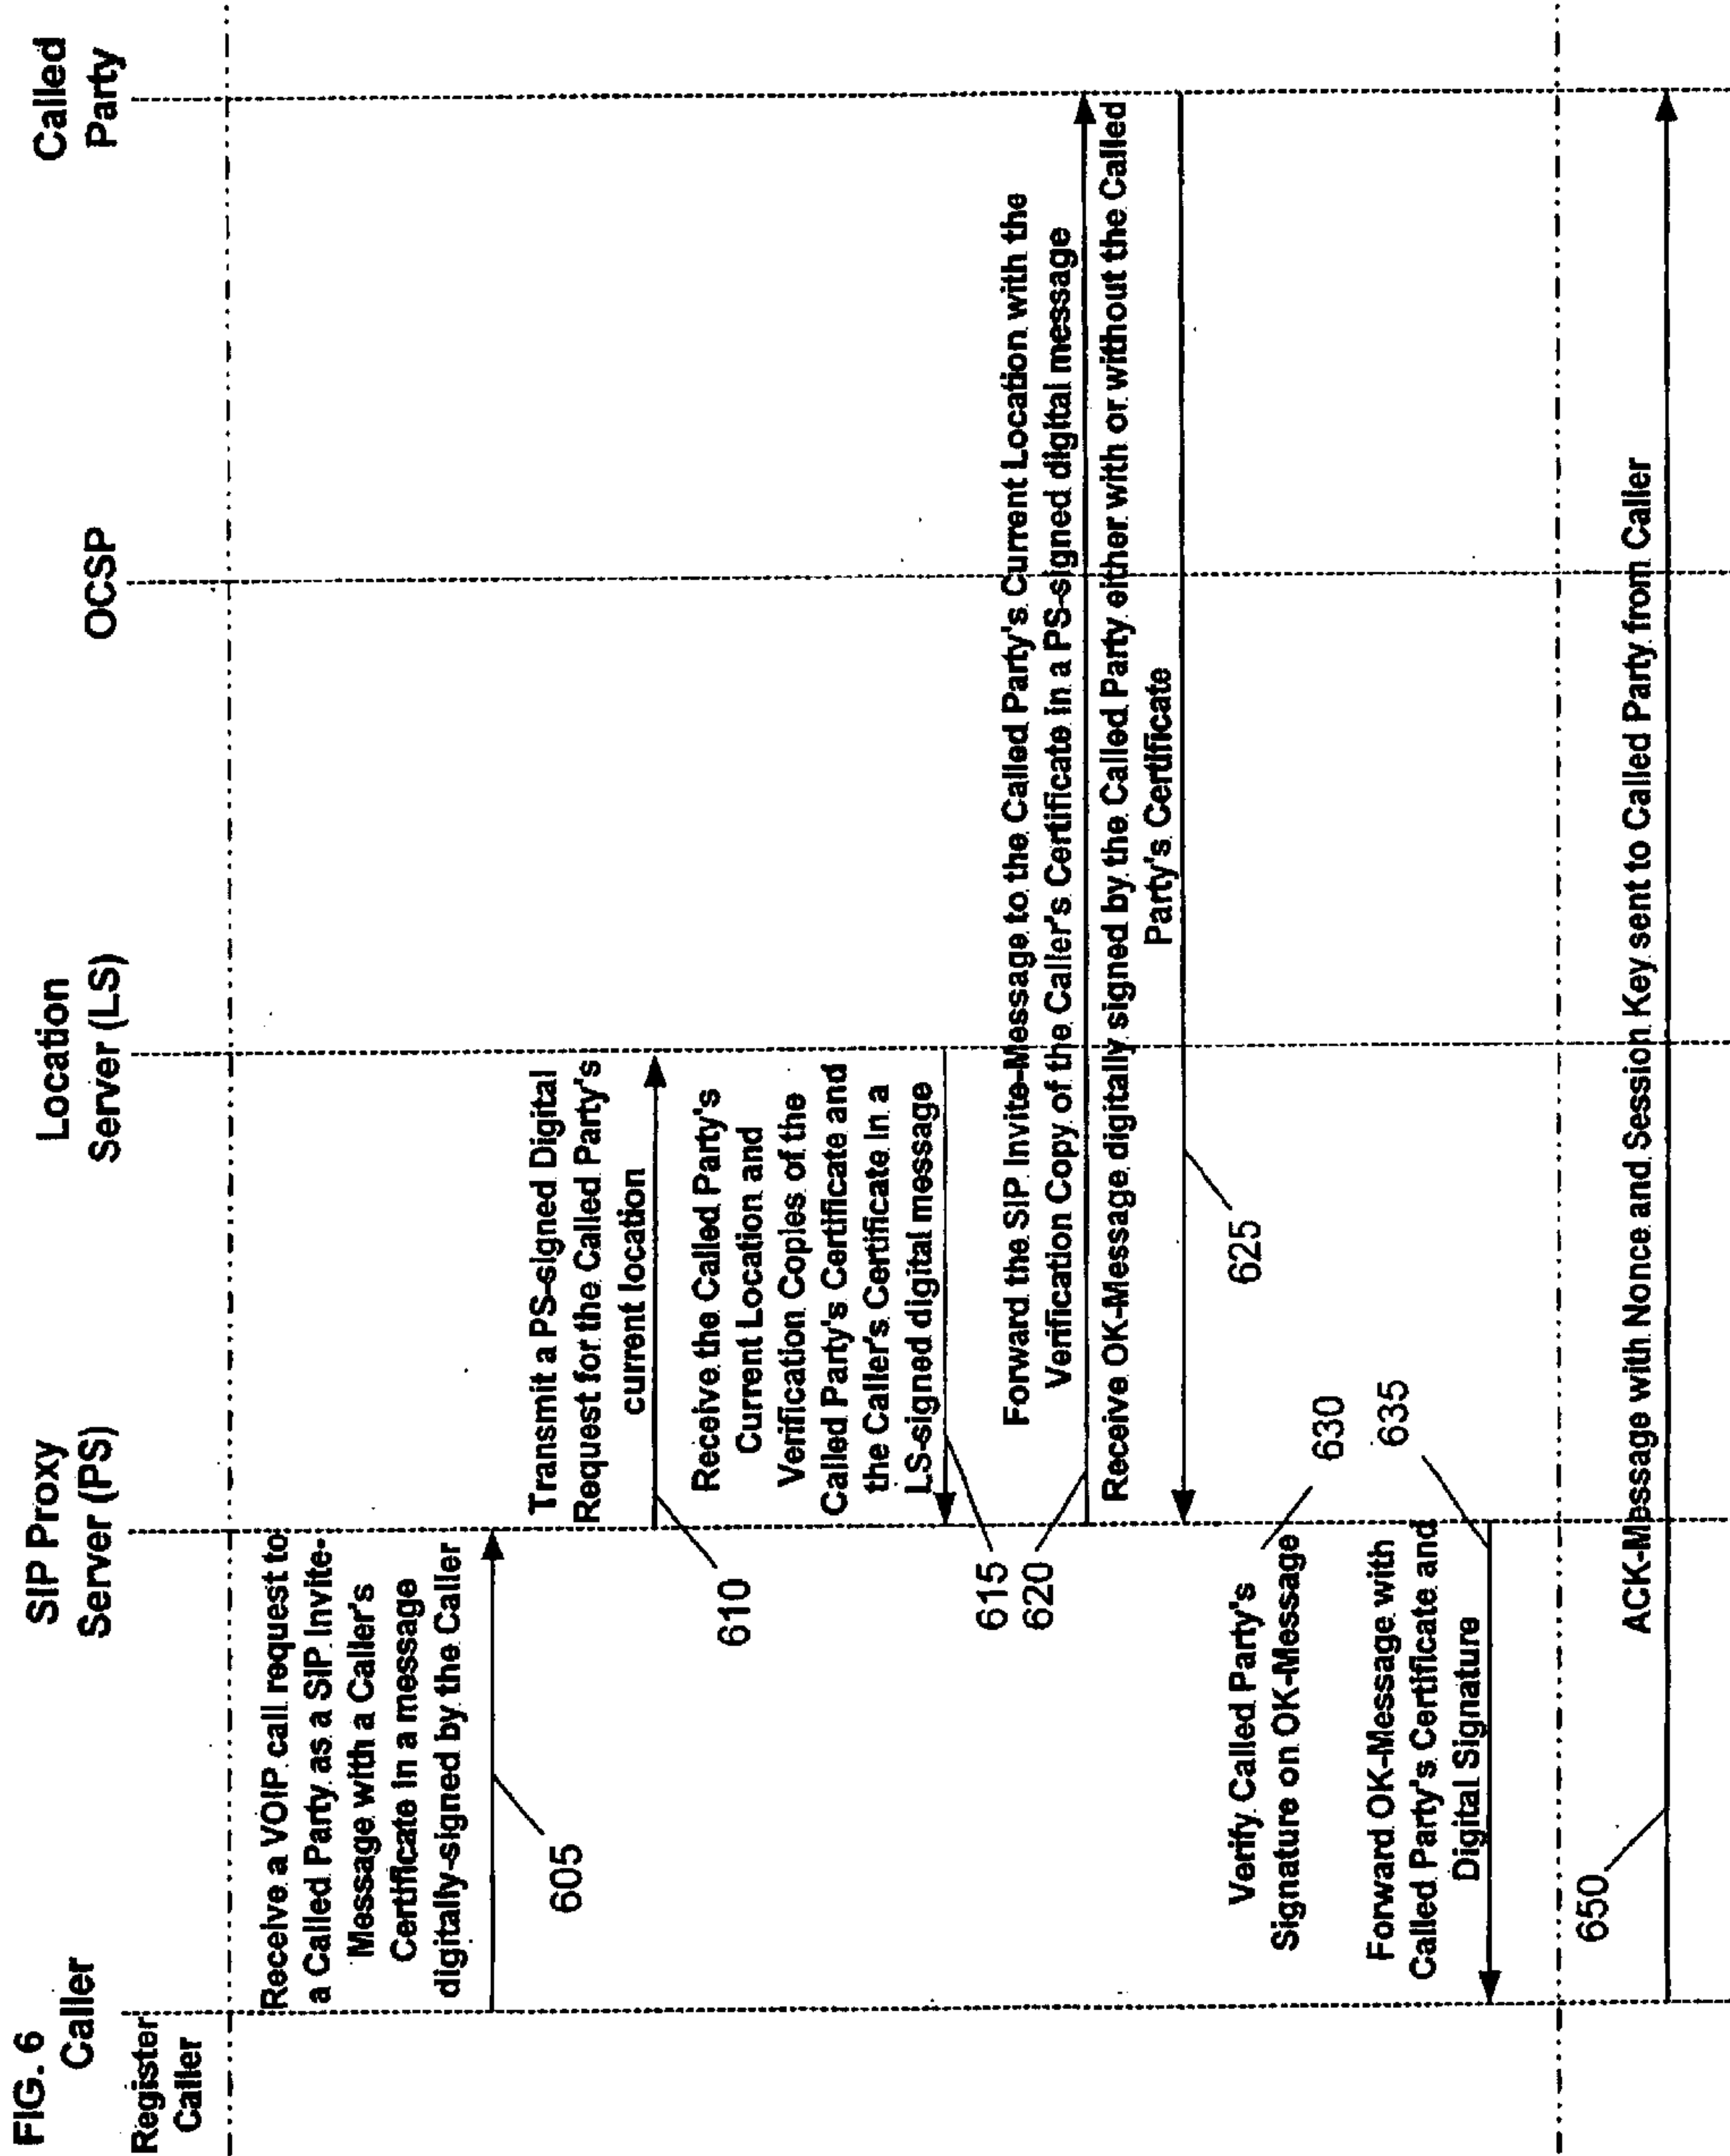 FIG. 6
Caller
SIP Proxy
Server (PS)
Location
Server (LS)
OCSP
Called
Party
Register
Caller
Receive a VOIP call request to
a Called Party as a SIP Invite-
Message with a Caller's
Certificate in a message
digitally-signed by the Caller
605
Transmit a PS-signed Digital
Request for the Called Party's
current location
610
Receive the Called Party's
Current Location and
Verification Copies of the
Called Party's Certificate and
the Caller's Certificate in a
LS-signed digital message
615
620
Forward the SIP Invite-Message to the Called Party's Current Location with the
Verification Copy of the Caller's Certificate in a PS-signed digital message
Receive OK-Message digitally signed by the Called Party either with or without the Called
Party's Certificate
625
Verify Called Party's
Signature on OK-Message
630
Forward OK-Message with
Called Party's Certificate and
Digital Signature
635
ACK-Message with Nonce and Session Key sent to Called Party from Caller
650